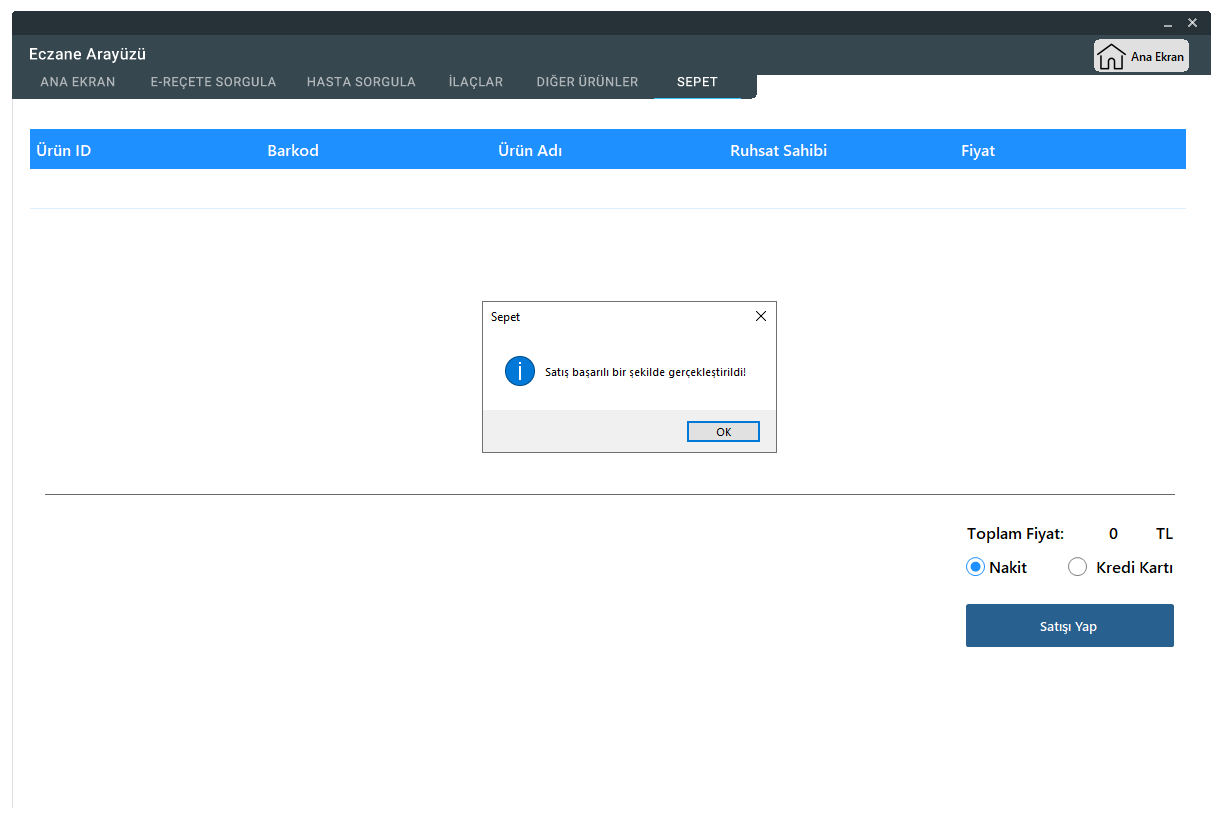 Eczane Arayüzü
Ana Ekran
ANA EKRAN E-REÇETE SORGULA HASTA SORGULA İLAÇLAR DIĞER ÜRÜNLER SEPET
Ürün ID Barkod Ürün Adı Ruhsat Sahibi Fiyat
Sepet
Satış başarılı bir şekilde gerçekleştirildi!
OK
Toplam Fiyat: 0 TL
Nakit Kredi Kartı
Satışı Yap